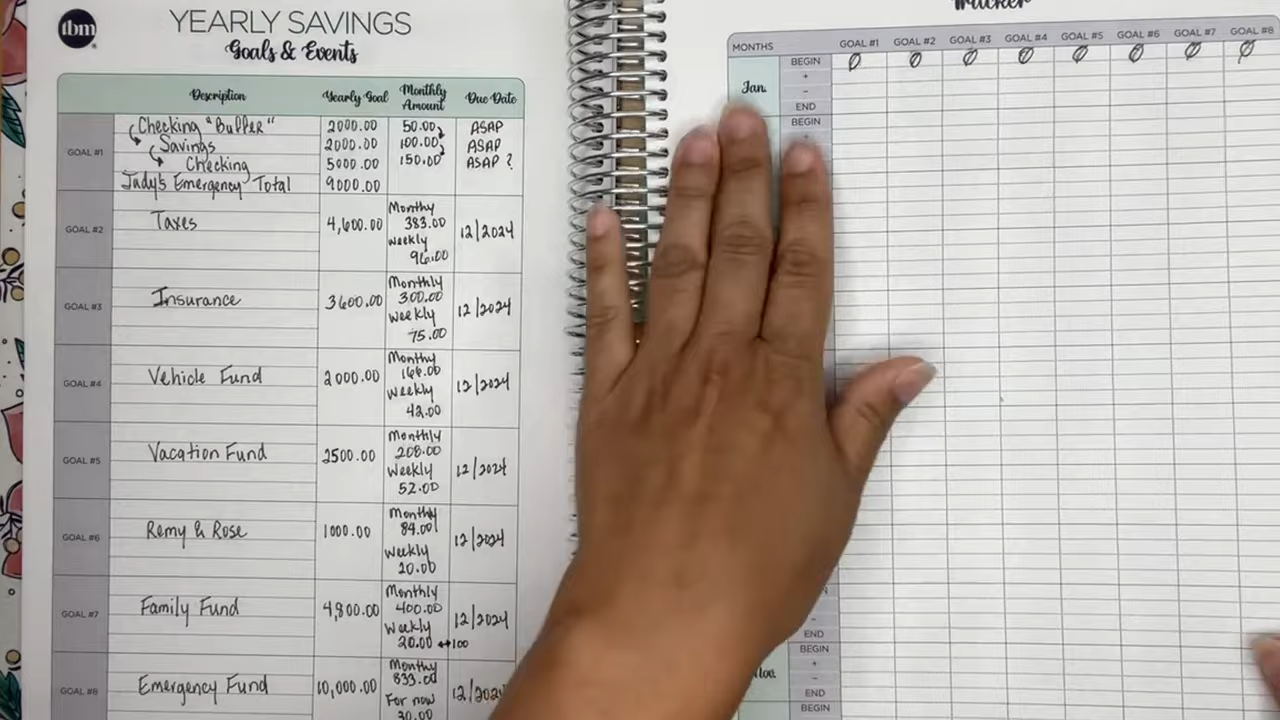 tbm
YEARLY SAVINGS
Goals & Events
Description Yearly Goal Monthly Amount Due Date
GOAL #1
Checking "Buffer" 2000.00 50.00 ASAP
Savings 2000.00 100.00 ASAP
Checking 5000.00 150.00 ASAP ?
Judy's Emergency Total 9000.00
GOAL #2
Taxes 4,600.00
Monthy
383.00
weekly
96.00
12/2024
GOAL #3
Insurance 3600.00
Monthly
300.00
weekly
75.00
12/2024
GOAL #4
Vehicle Fund 2000.00
Monthy
166.00
Weekly
42.00
12/2024
GOAL #5
Vacation Fund 2500.00
Monthly
208.00
Weekly
52.00
12/2024
GOAL #6
Remy & Rose 1000.00
Monthly
84.00
Weekly
20.00
12/2024
GOAL #7
Family Fund 4,800.00
Monthly
400.00
Weekly
20.00 ↔100
12/2024
GOAL #8
Emergency Fund 10,000.00
Monthy
833.00
For now
30.00
12/2024
Tracker
MONTHS GOAL #1 GOAL #2 GOAL #3 GOAL #4 GOAL #5 GOAL #6 GOAL #7 GOAL #8
Jan.
BEGIN 0 0 0 0 0 0 0 0
+
-
END
BEGIN
+
-
END
BEGIN
Nov.
+
-
END
BEGIN